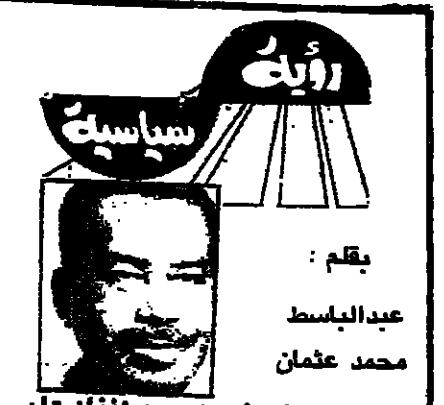 رؤية
سياسية
بقلم :
عبدالباسط
محمد عثمان